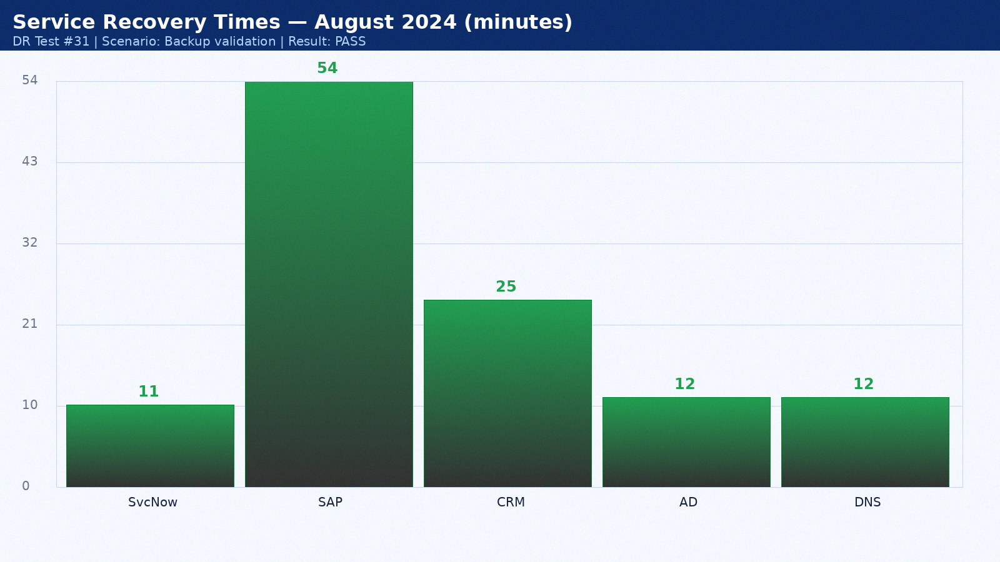 Service Recovery Times — August 2024 (minutes)
DR Test #31 | Scenario: Backup validation | Result: PASS
54
54
43
32
25
21
12
12
11
10
0
SvcNow
SAP
CRM
AD
DNS